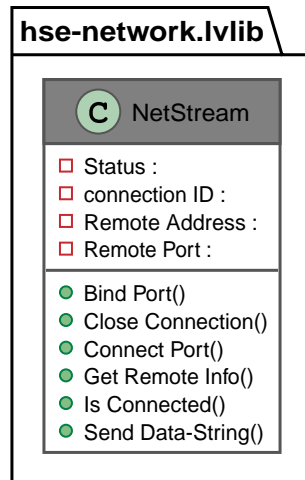 hse-network.lvlib
C NetStream
Status :
connection ID :
Remote Address :
Remote Port :
Bind Port()
Close Connection()
Connect Port()
Get Remote Info()
Is Connected()
Send Data-String()